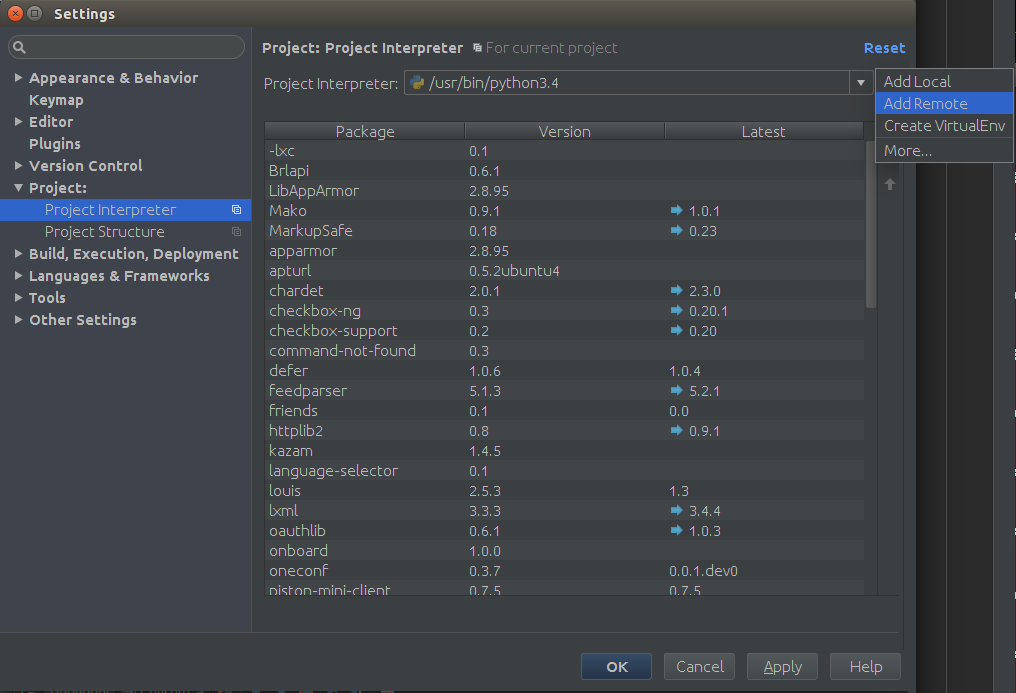 Settings
Appearance & Behavior
Keymap
Editor
Plugins
Version Control
Project:
Project Interpreter
Project Structure
Build, Execution, Deployment
Languages & Frameworks
Tools
Other Settings
Project: Project Interpreter For current project Reset
Project Interpreter: /usr/bin/python3.4
Add Local
Add Remote
Create VirtualEnv
More...
Package Version Latest
-lxc 0.1
Brlapi 0.6.1
LibAppArmor 2.8.95
Mako 0.9.1 1.0.1
MarkupSafe 0.18 0.23
apparmor 2.8.95
apturl 0.5.2ubuntu4
chardet 2.0.1 2.3.0
checkbox-ng 0.3 0.20.1
checkbox-support 0.2 0.20
command-not-found 0.3
defer 1.0.6 1.0.4
feedparser 5.1.3 5.2.1
friends 0.1 0.0
httplib2 0.8 0.9.1
kazam 1.4.5
language-selector 0.1
louis 2.5.3 1.3
lxml 3.3.3 3.4.4
oauthlib 0.6.1 1.0.3
onboard 1.0.0
oneconf 0.3.7 0.0.1.dev0
piston-mini-client 0.7.5 0.7.5
OK Cancel Apply Help